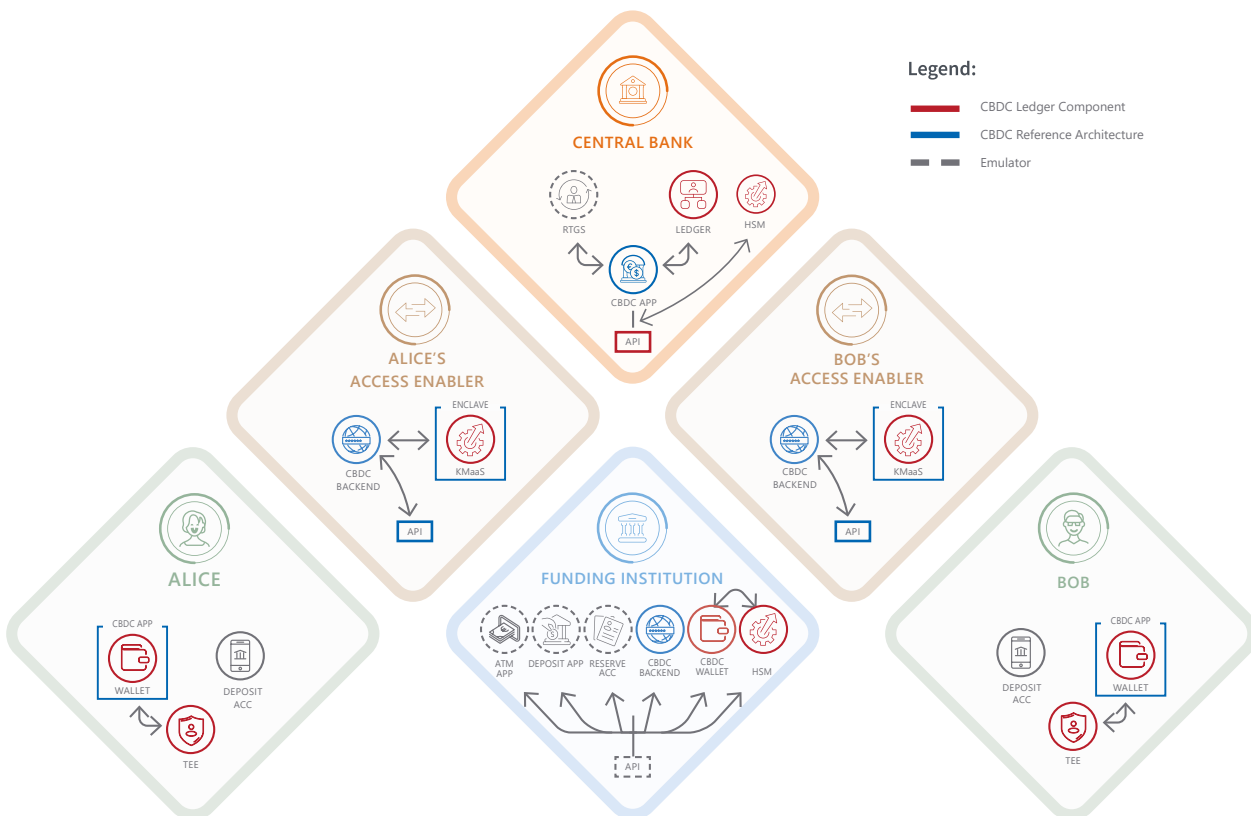 Legend:
CBDC Ledger Component
CBDC Reference Architecture
Emulator
CENTRAL BANK
RTGS
LEDGER
HSM
CBDC APP
API
ALICE'S
ACCESS ENABLER
ENCLAVE
KMaaS
CBDC
BACKEND
API
BOB'S
ACCESS ENABLER
ENCLAVE
KMaaS
CBDC
BACKEND
API
ALICE
CBDC APP
WALLET
DEPOSIT
ACC
TEE
FUNDING INSTITUTION
ATM
APP
DEPOSIT APP
RESERVE
ACC
CBDC
BACKEND
CBDC
WALLET
HSM
API
BOB
DEPOSIT
ACC
CBDC APP
WALLET
TEE